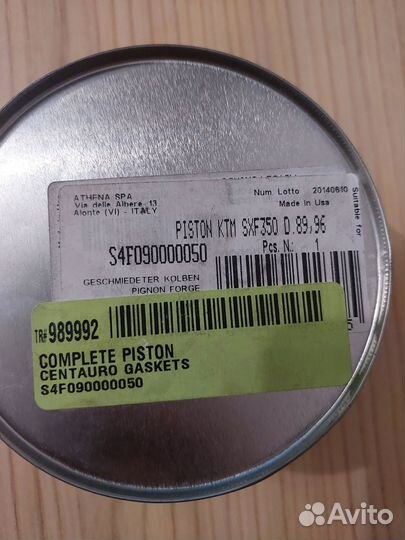 ATHENA SPA
Via delle Albere, 13
Alonte (VI) - ITALY
Num. Lotto 20140610
Made in Usa
Suitable for
PISTON KTM SXF350 D.89,96
S4F090000050
Pcs. N.: 1
GESCHMIEDETER KOLBEN
PIGNON FORGE
TR# 989992
COMPLETE PISTON
CENTAURO GASKETS
S4F090000050
Avito